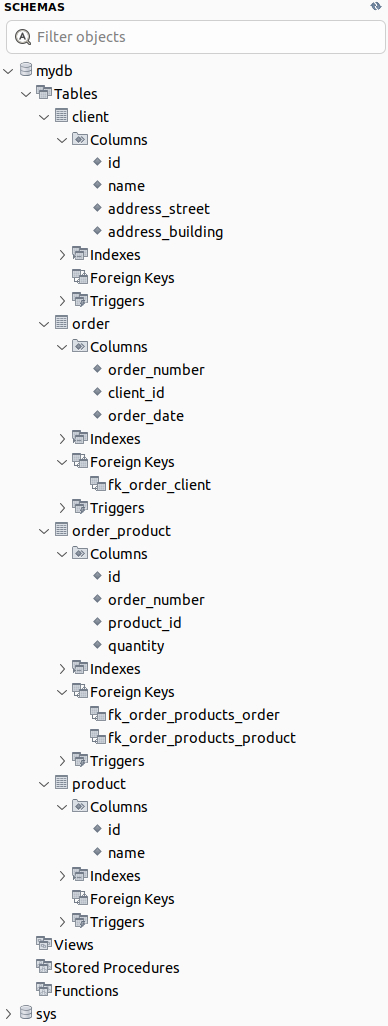 SCHEMAS
Filter objects
mydb
Tables
client
Columns
id
name
address_street
address_building
Indexes
Foreign Keys
Triggers
order
Columns
order_number
client_id
order_date
Indexes
Foreign Keys
fk_order_client
Triggers
order_product
Columns
id
order_number
product_id
quantity
Indexes
Foreign Keys
fk_order_products_order
fk_order_products_product
Triggers
product
Columns
id
name
Indexes
Foreign Keys
Triggers
Views
Stored Procedures
Functions
sys